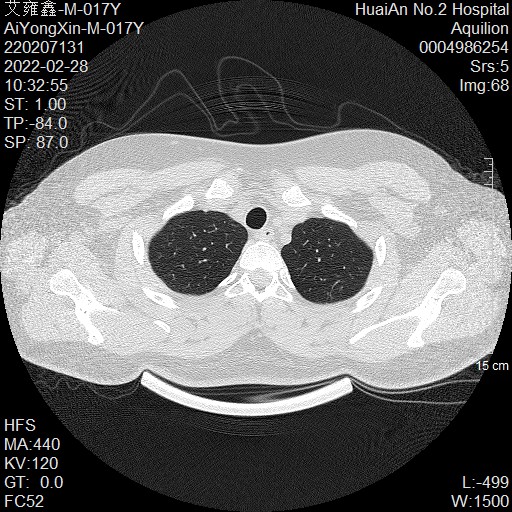 艾雍鑫-M-017Y
AiYongXin-M-017Y
220207131
2022-02-28
10:32:55
ST: 1.00
TP:-84.0
SP: 87.0
HuaiAn No.2 Hospital
Aquilion
0004986254
Srs:5
Img:68
15 cm
HFS
MA:440
KV:120
GT: 0.0
FC52
L:-499
W:1500